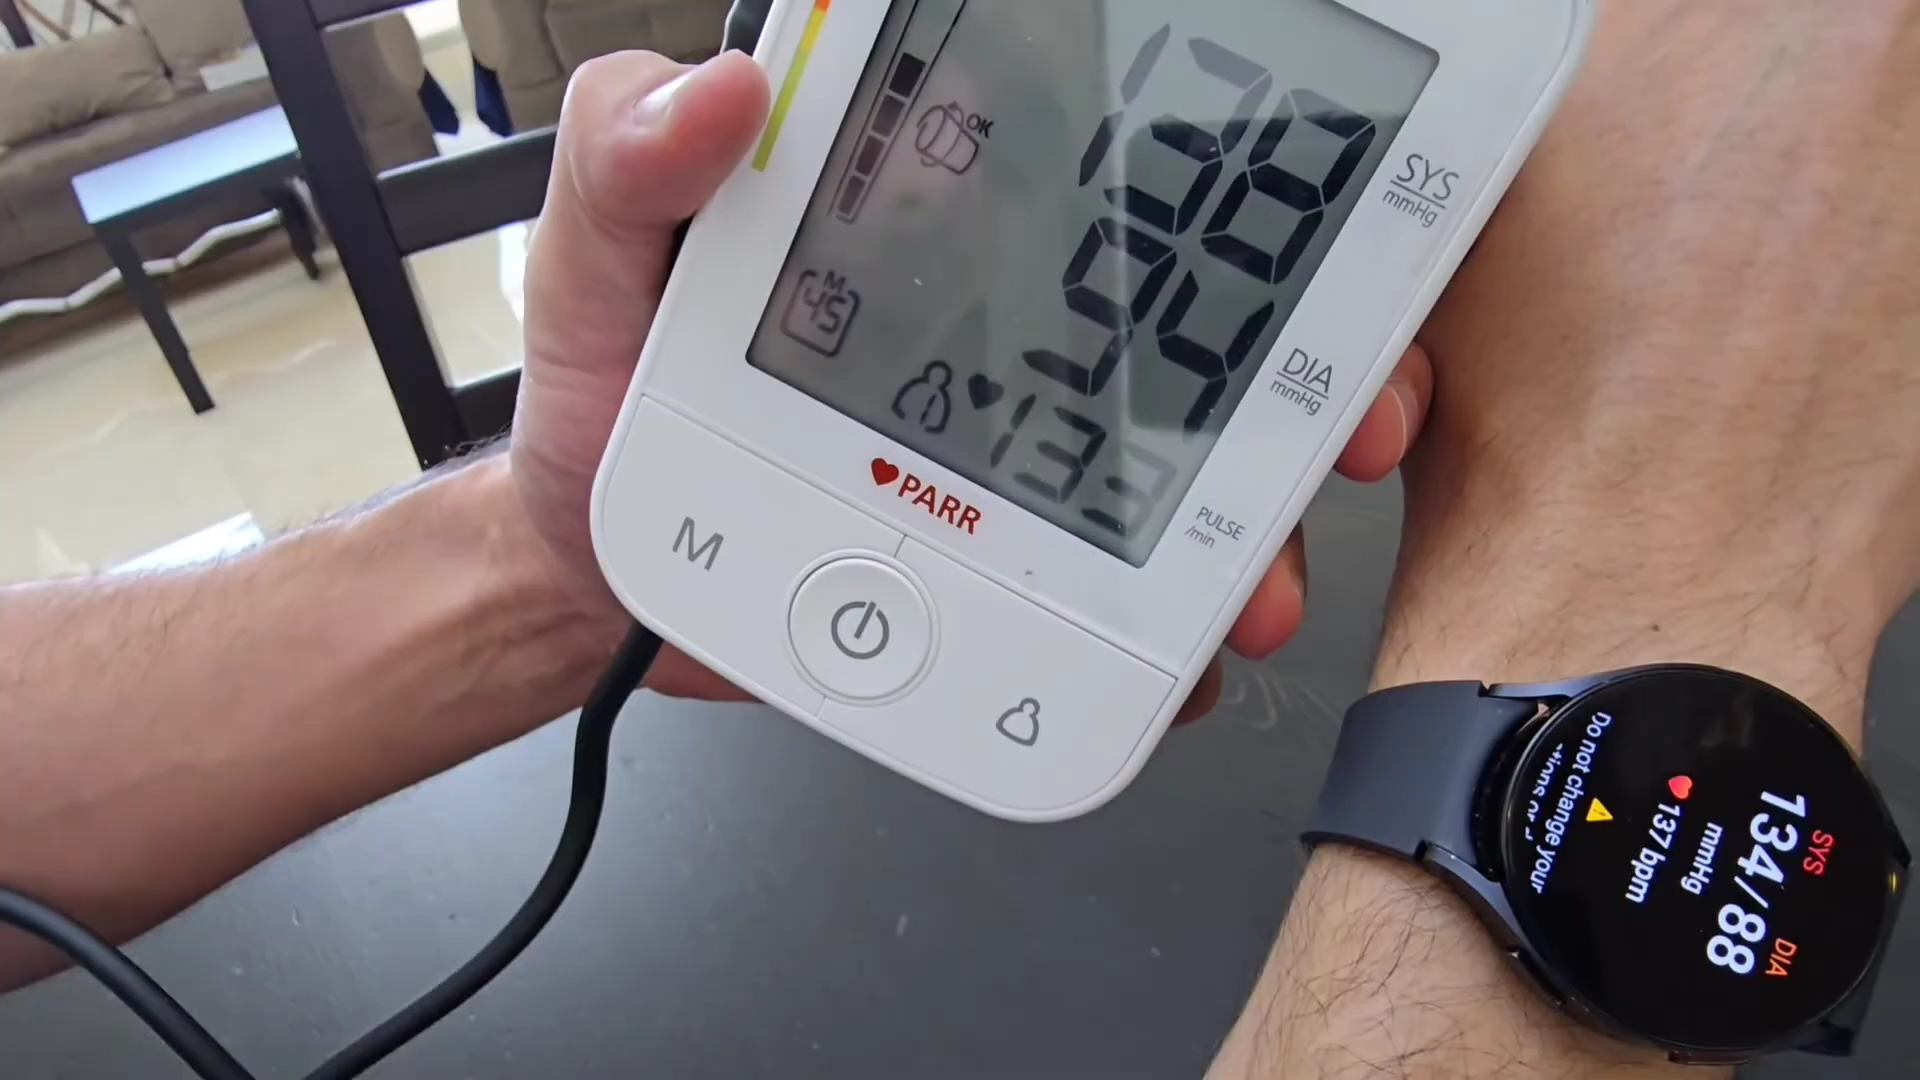 OK
138
SYS
mmHg
M
45
94
DIA
mmHg
133
PULSE
/min
PARR
M
SYS
DIA
134/88
mmHg
137 bpm
Do not change your